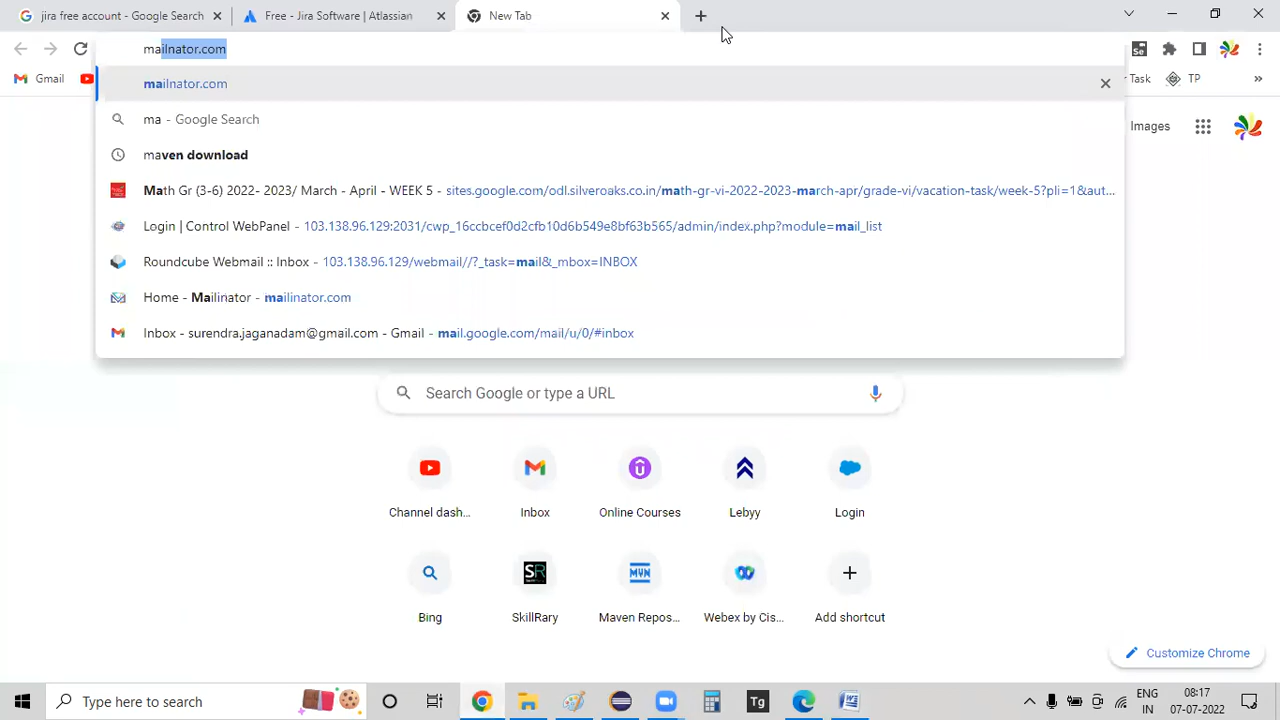 jira free account - Google Search
Free - Jira Software | Atlassian
New Tab
mailnator.com
Gmail
Task
TP
mailnator.com
ma - Google Search
maven download
Math Gr (3-6) 2022- 2023/ March - April - WEEK 5 - sites.google.com/odl.silveroaks.co.in/math-gr-vi-2022-2023-march-apr/grade-vi/vacation-task/week-5?pli=1&aut...
Login | Control WebPanel - 103.138.96.129:2031/cwp_16ccbcef0d2cfb10d6b549e8bf63b565/admin/index.php?module=mail_list
Roundcube Webmail :: Inbox - 103.138.96.129/webmail//?_task=mail&_mbox=INBOX
Home - Mailinator - mailinator.com
Inbox - surendra.jaganadam@gmail.com - Gmail - mail.google.com/mail/u/0/#inbox
Images
Search Google or type a URL
Channel dash...
Inbox
Online Courses
Lebyy
Login
Bing
SkillRary
Maven Repos...
Webex by Cis...
Add shortcut
Customize Chrome
Type here to search
ENG
IN
08:17
07-07-2022